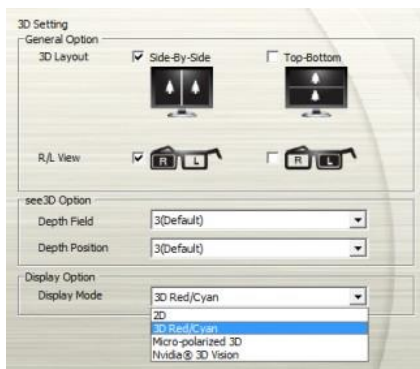 3D Setting
General Option
3D Layout Side-By-Side Top-Bottom
R/L View R L R L
see3D Option
Depth Field 3(Default)
Depth Position 3(Default)
Display Option
Display Mode 3D Red/Cyan
2D
3D Red/Cyan
Micro-polarized 3D
Nvidia® 3D Vision